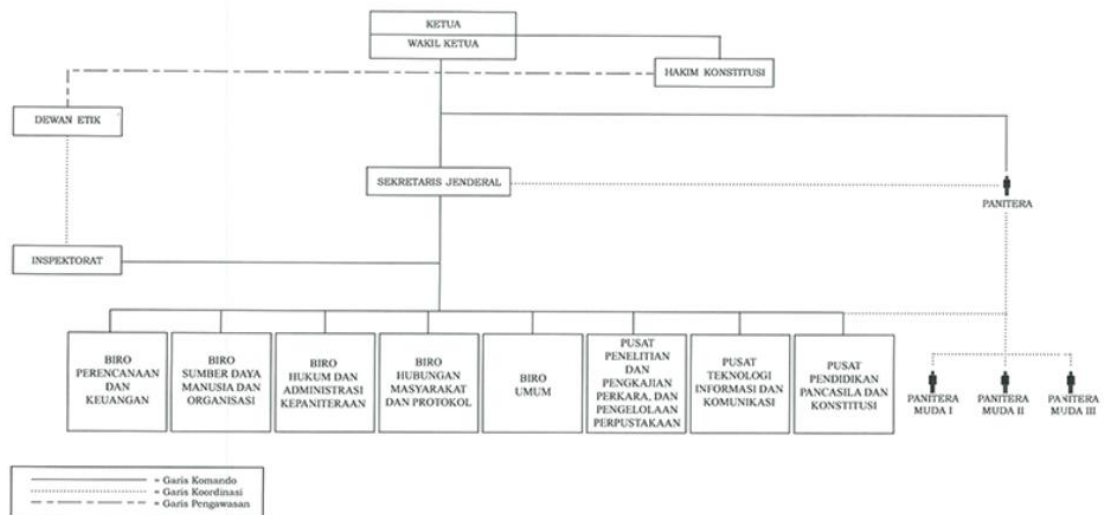 KETUA
WAKIL KETUA
HAKIM KONSTITUSI
DEWAN ETIK
SEKRETARIS JENDERAL
PANITERA
INSPEKTORAT
BIRO
PERENCANAAN
DAN
KEUANGAN
BIRO
SUMBER DAYA
MANUSIA DAN
ORGANISASI
BIRO
HUKUM DAN
ADMINISTRASI
KEPANITERAAN
BIRO
HUBUNGAN
MASYARAKAT
DAN PROTOKOL
BIRO
UMUM
PUSAT
PENELITIAN
DAN
PENGKAJIAN
PERKARA, DAN
PENGELOLAAN
PERPUSTAKAAN
PUSAT
TEKNOLOGI
INFORMASI DAN
KOMUNIKASI
PUSAT
PENDIDIKAN
PANCASILA DAN
KONSTITUSI
PANITERA
MUDA I
PANITERA
MUDA II
PANITERA
MUDA III
= Garis Komando
= Garis Koordinasi
= Garis Pengawasan